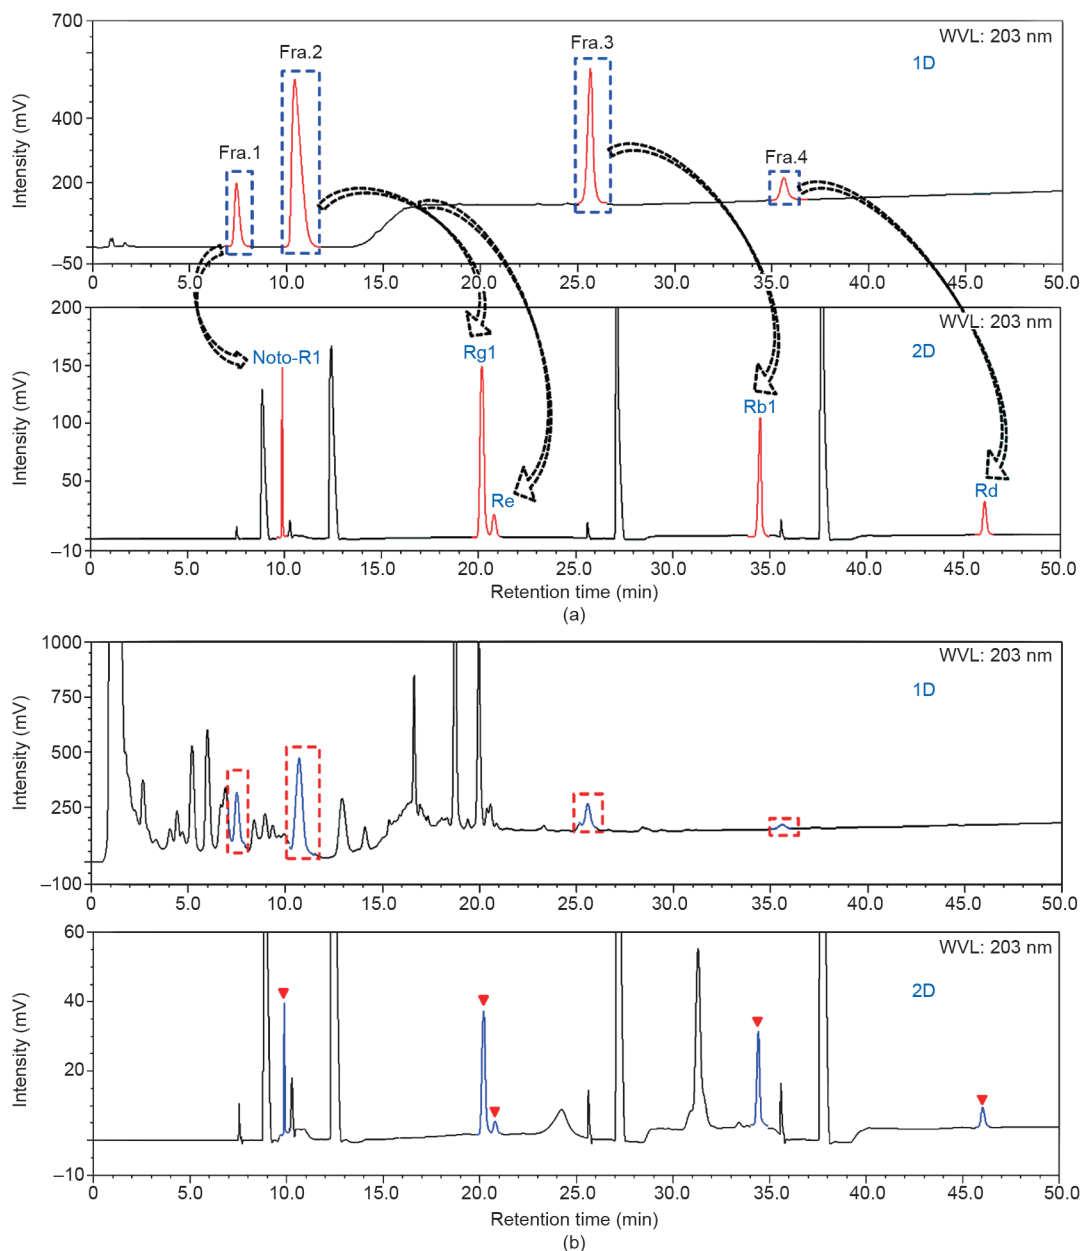 700
400
200
–50
Intensity (mV)
Fra.1
Fra.2
Fra.3
Fra.4
WVL: 203 nm
1D
0 5.0 10.0 15.0 20.0 25.0 30.0 35.0 40.0 45.0 50.0
200
150
100
50
–10
Intensity (mV)
Noto-R1
Rg1
Re
Rb1
Rd
WVL: 203 nm
2D
0 5.0 10.0 15.0 20.0 25.0 30.0 35.0 40.0 45.0 50.0
Retention time (min)
(a)
1000
750
500
250
–100
Intensity (mV)
WVL: 203 nm
1D
0 5.0 10.0 15.0 20.0 25.0 30.0 35.0 40.0 45.0 50.0
60
40
20
–10
Intensity (mV)
WVL: 203 nm
2D
0 5.0 10.0 15.0 20.0 25.0 30.0 35.0 40.0 45.0 50.0
Retention time (min)
(b)